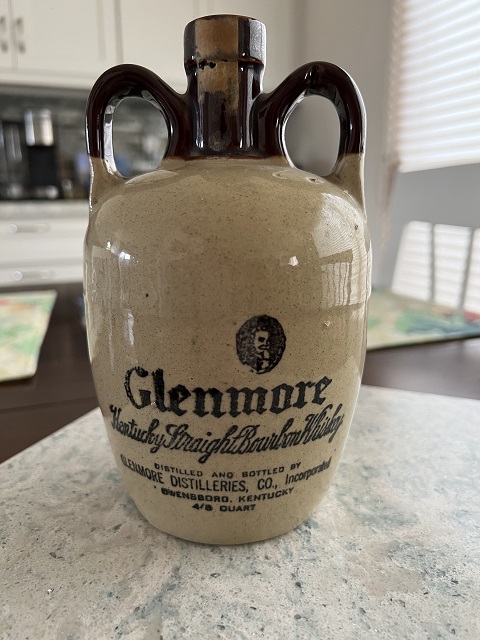 Glenmore
Kentucky Straight Bourbon Whisky
DISTILLED AND BOTTLED BY
GLENMORE DISTILLERIES, CO., Incorporated
OWENSBORO, KENTUCKY
4/5 QUART